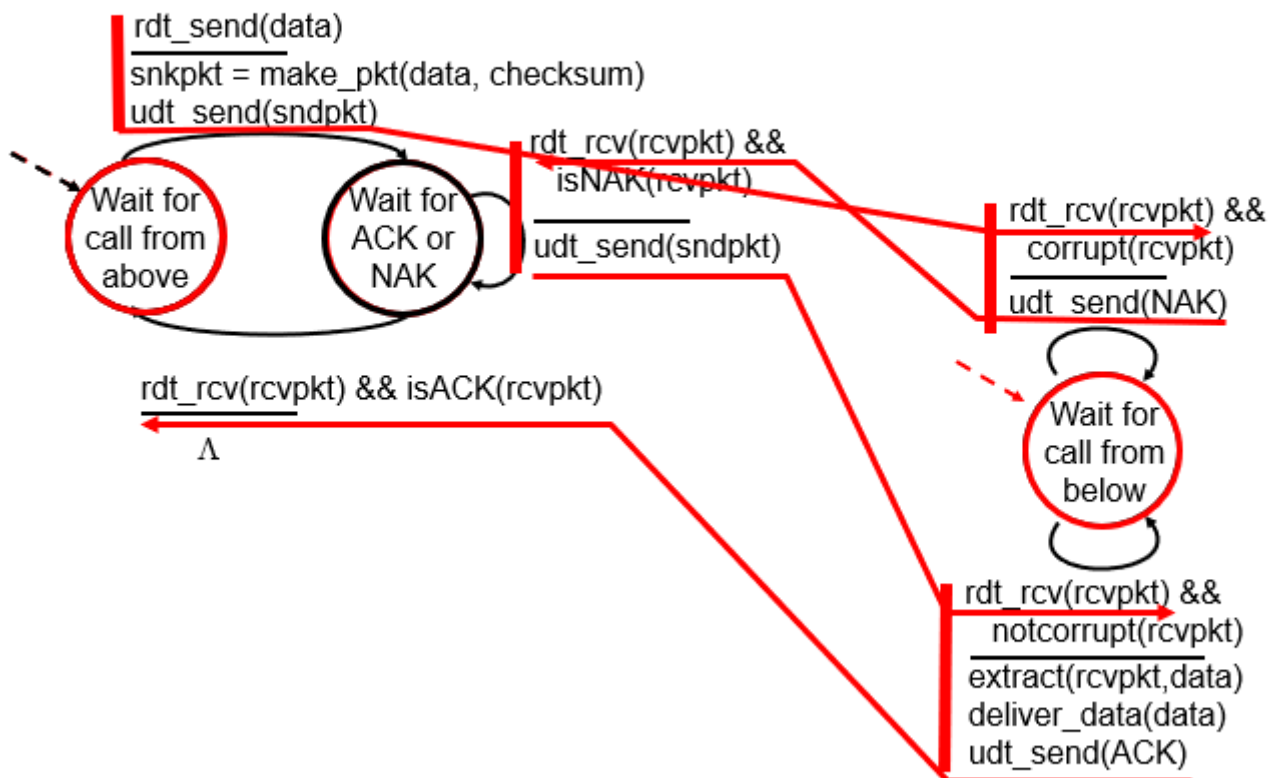 rdt_send(data)
snkpkt = make_pkt(data, checksum)
udt_send(sndpkt)
Wait for
call from
above
Wait for
ACK or
NAK
rdt_rcv(rcvpkt) &&
isNAK(rcvpkt)
udt_send(sndpkt)
rdt_rcv(rcvpkt) && isACK(rcvpkt)
Λ
rdt_rcv(rcvpkt) &&
corrupt(rcvpkt)
udt_send(NAK)
Wait for
call from
below
rdt_rcv(rcvpkt) &&
notcorrupt(rcvpkt)
extract(rcvpkt,data)
deliver_data(data)
udt_send(ACK)